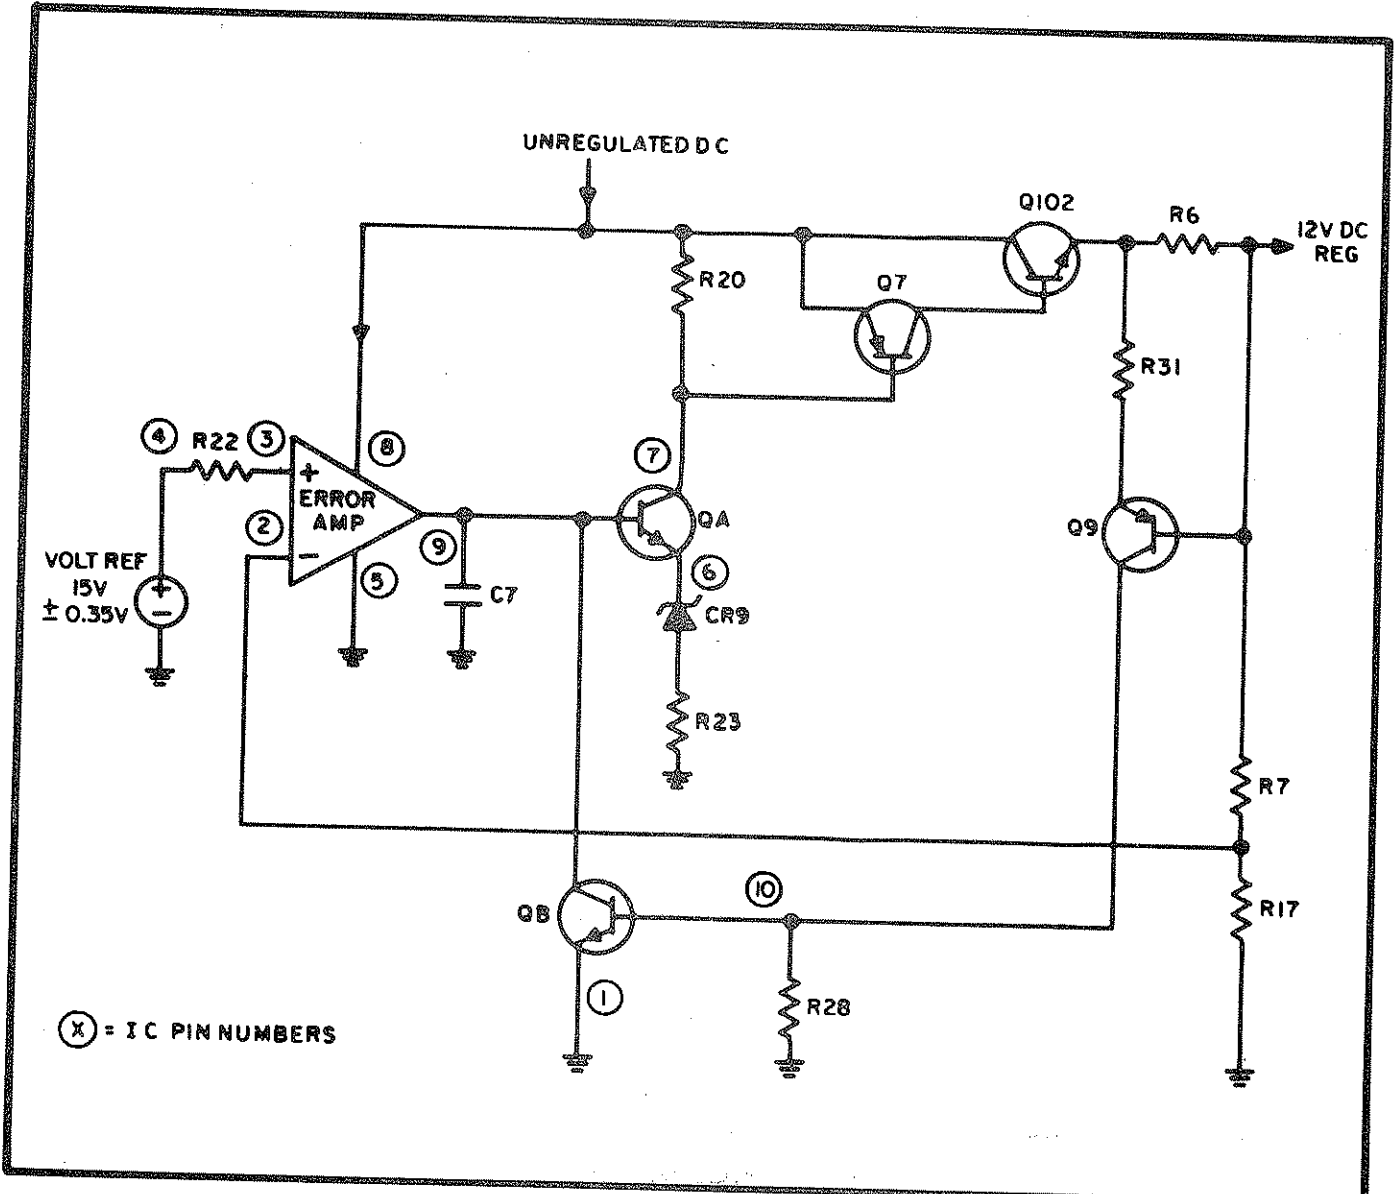 UNREGULATED DC
Q102
R6
12V DC
REG
R20
Q7
R31
4
R22
3
8
+
ERROR
AMP
−
7
QA
Q9
2
9
VOLT REF
15V
± 0.35V
+
−
5
C7
6
CR9
R23
R7
QB
10
R17
1
R28
X = IC PIN NUMBERS